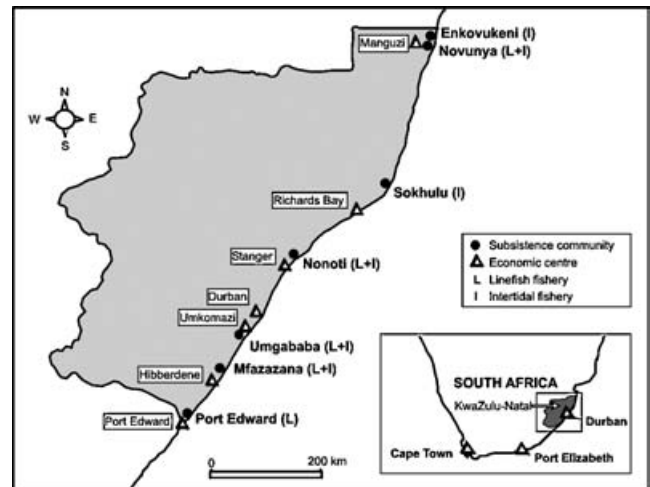 Enkovukeni (I)
Manguzi
Novunya (L+I)
N
W E
S
Sokhulu (I)
Richards Bay
Subsistence community
Economic centre
L Linefish fishery
I Intertidal fishery
Stanger
Nonoti (L+I)
Durban
Umkomazi
Umgababa (L+I)
Mfazazana (L+I)
Hibberdene
Port Edward (L)
Port Edward
0 200 km
SOUTH AFRICA
KwaZulu-Natal
Durban
Cape Town
Port Elizabeth